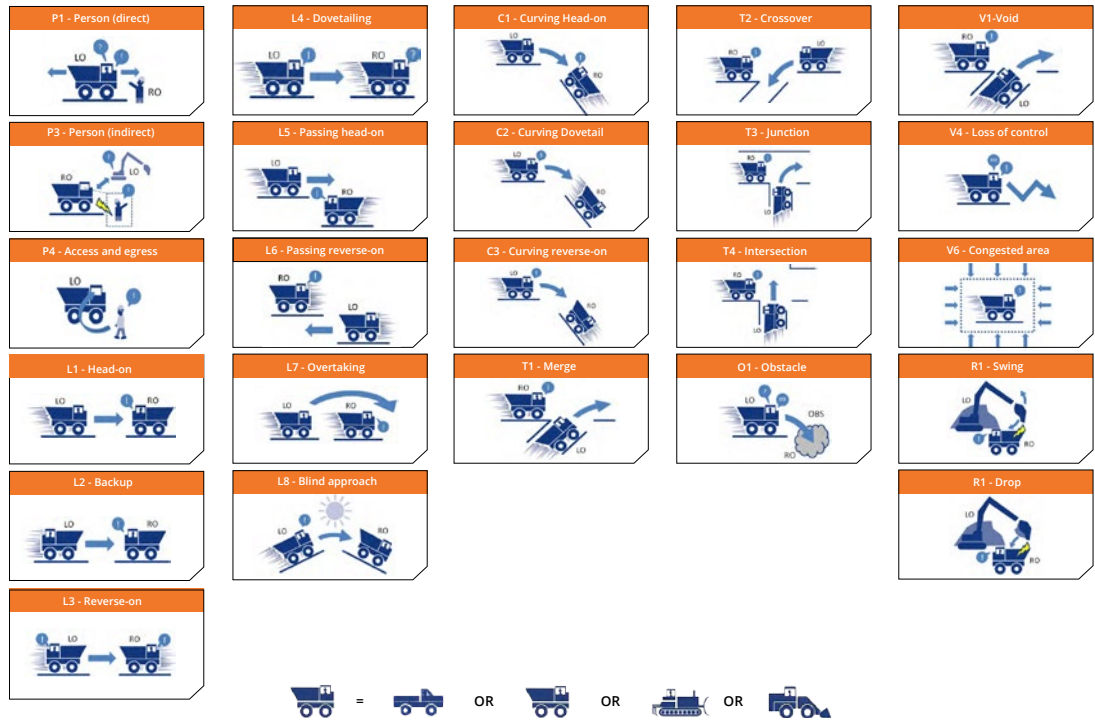 P1 - Person (direct)
LO
?
!
RO
P3 - Person (indirect)
RO
LO
?
!
P4 - Access and egress
LO
!
L1 - Head-on
LO
RO
!
L2 - Backup
LO
RO
!
L3 - Reverse-on
LO
RO
!
!
L4 - Dovetailing
LO
RO
!
?
L5 - Passing head-on
LO
RO
L6 - Passing reverse-on
RO
!
LO
L7 - Overtaking
LO
RO
!
L8 - Blind approach
LO
!
RO
C1 - Curving Head-on
LO
!
RO
C2 - Curving Dovetail
LO
!
RO
C3 - Curving reverse-on
LO
!
RO
T1 - Merge
RO
!
LO
T2 - Crossover
RO
!
LO
T3 - Junction
RO
LO
T4 - Intersection
RO
LO
O1 - Obstacle
LO
?
OBS
RO
V1-Void
RO
!
LO
V4 - Loss of control
V6 - Congested area
!
R1 - Swing
LO
!
RO
R1 - Drop
LO
!
RO
= OR OR OR